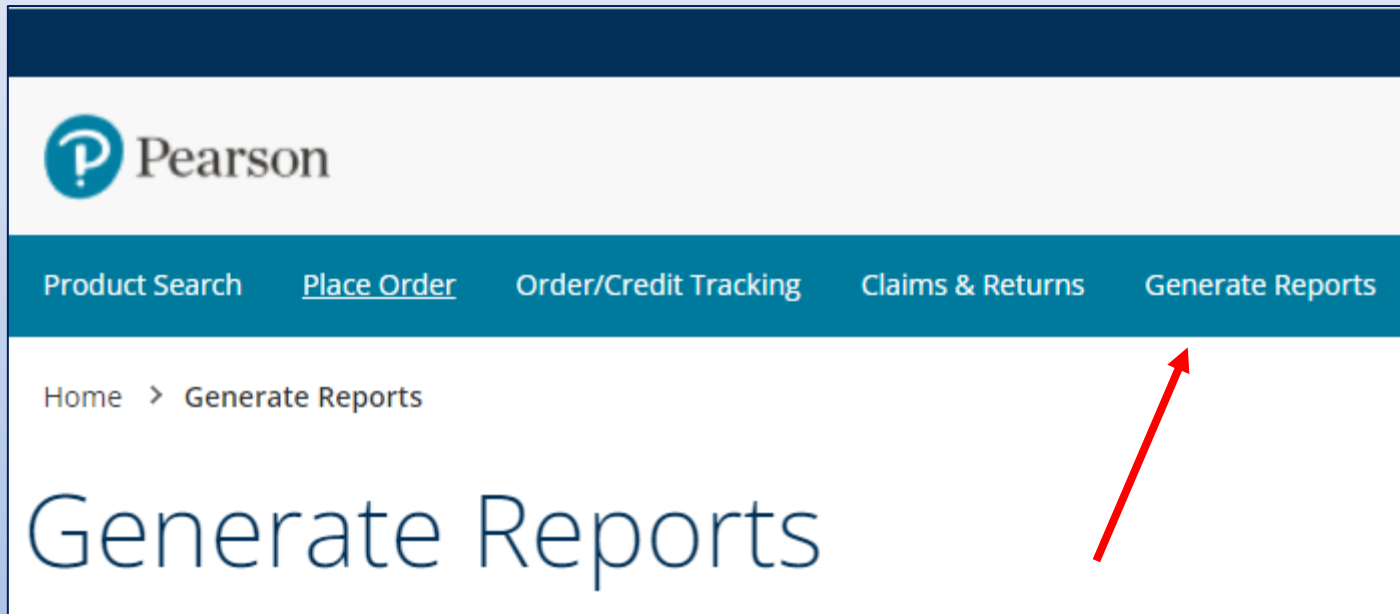 Pearson
Product Search Place Order Order/Credit Tracking Claims & Returns Generate Reports
Home > Generate Reports
Generate Reports